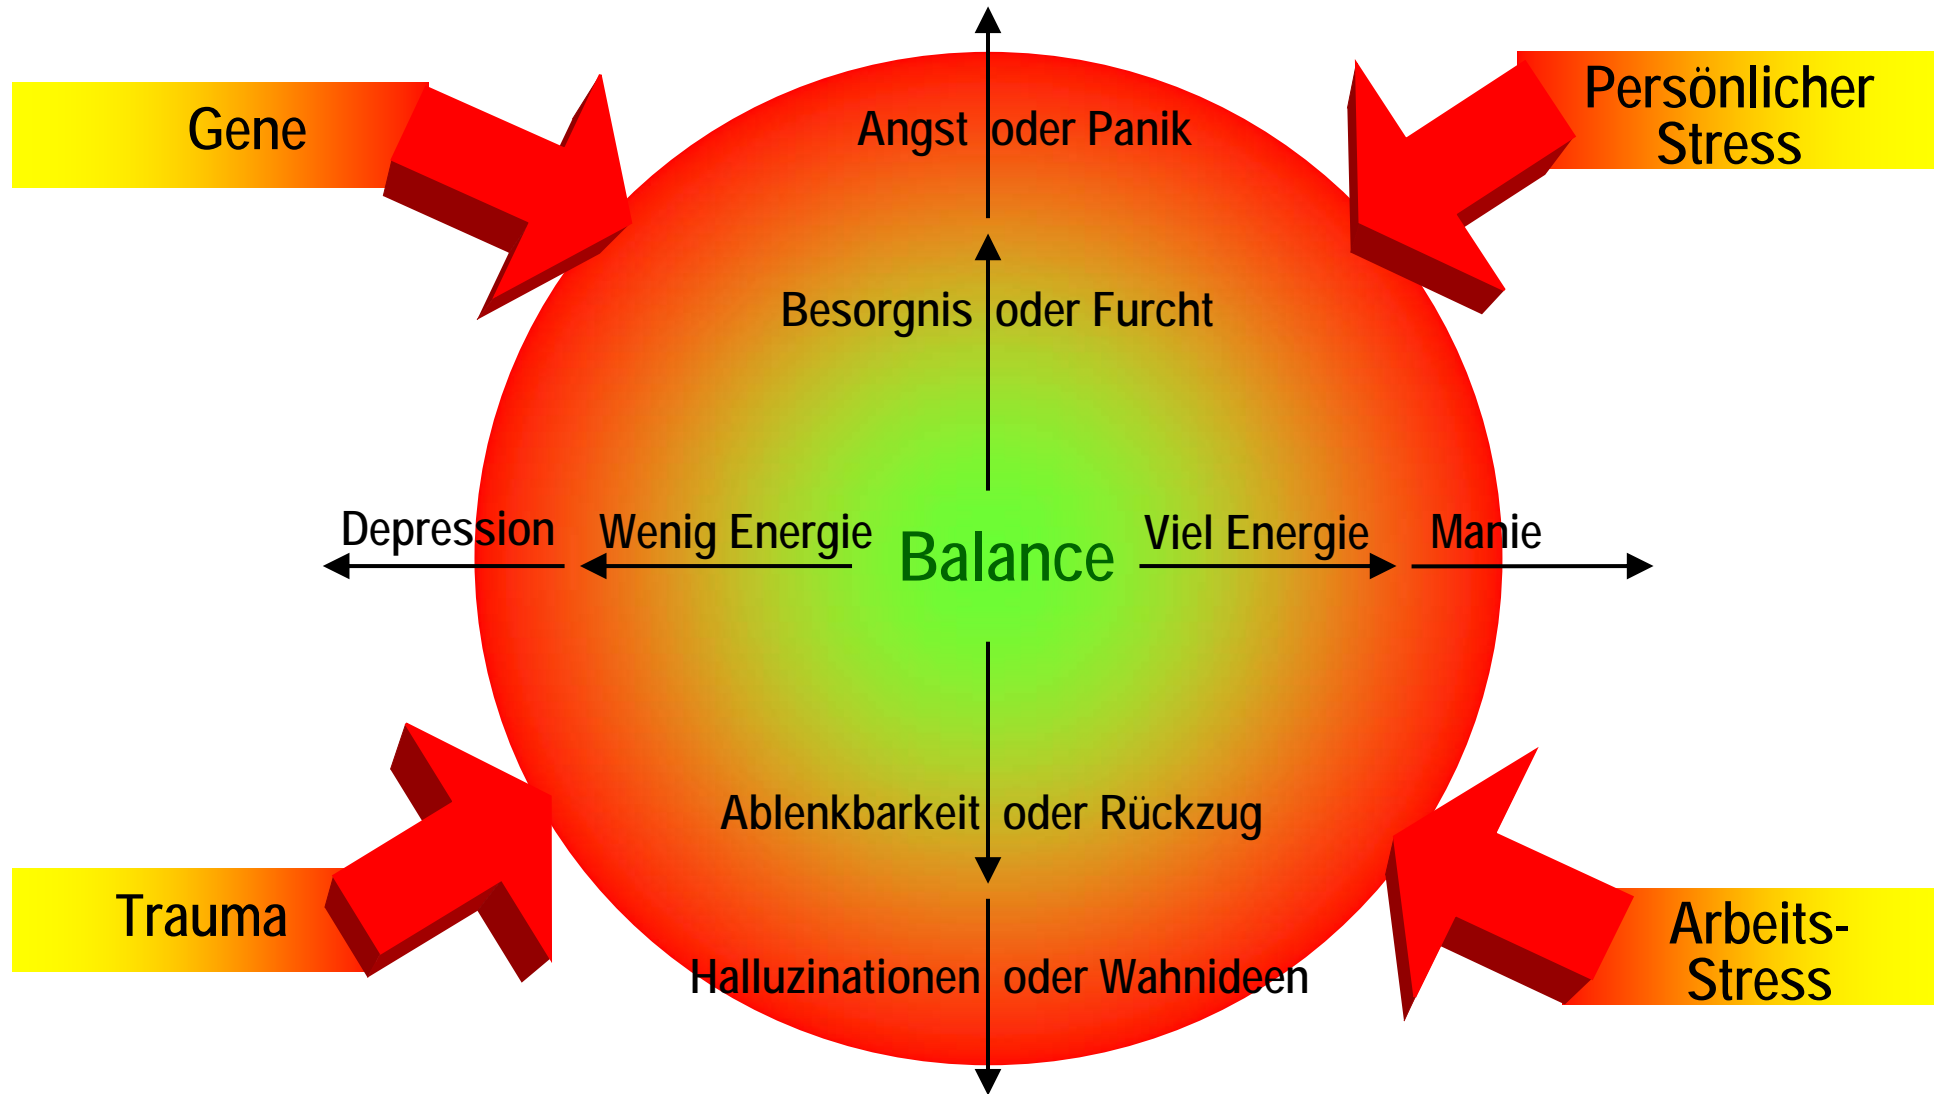 Gene
Persönlicher
Stress
Angst oder Panik
Besorgnis oder Furcht
Depression
Wenig Energie
Balance
Viel Energie
Manie
Ablenkbarkeit oder Rückzug
Trauma
Halluzinationen oder Wahnideen
Arbeits-
Stress